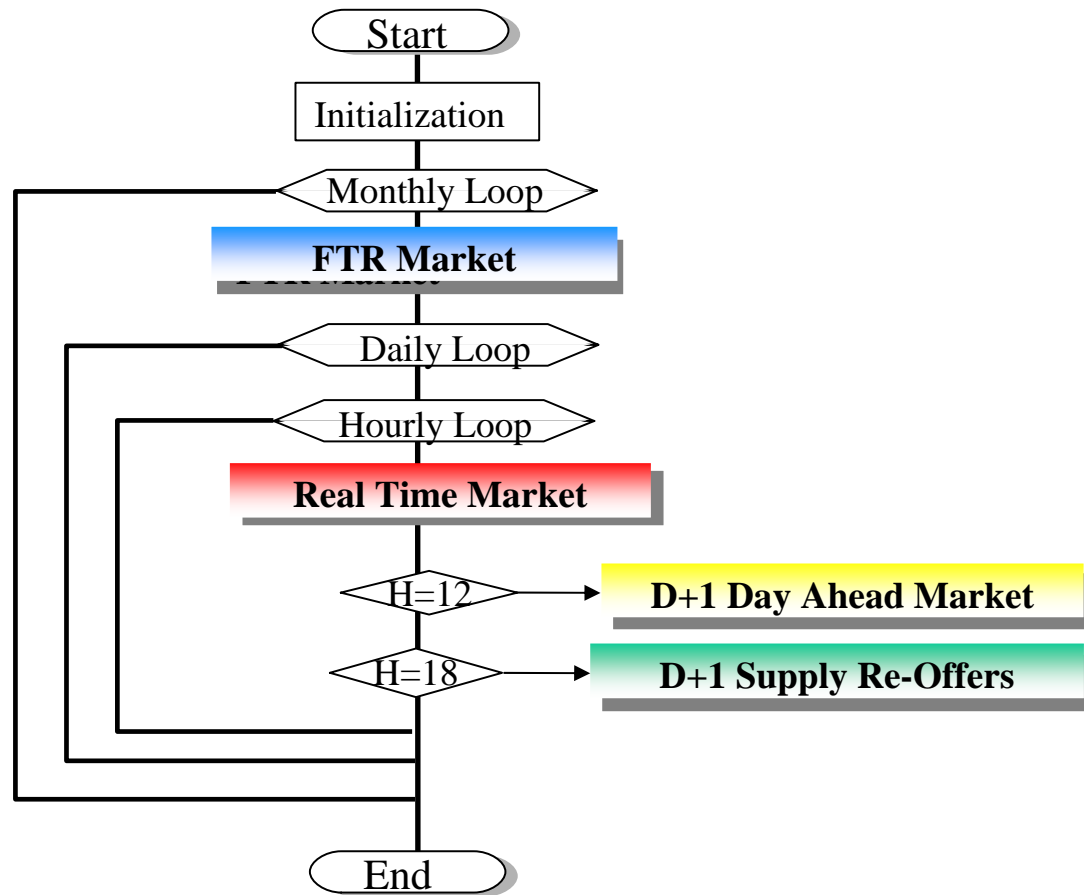 Start
Initialization
Monthly Loop
FTR Market
Daily Loop
Hourly Loop
Real Time Market
H=12
D+1 Day Ahead Market
H=18
D+1 Supply Re-Offers
End